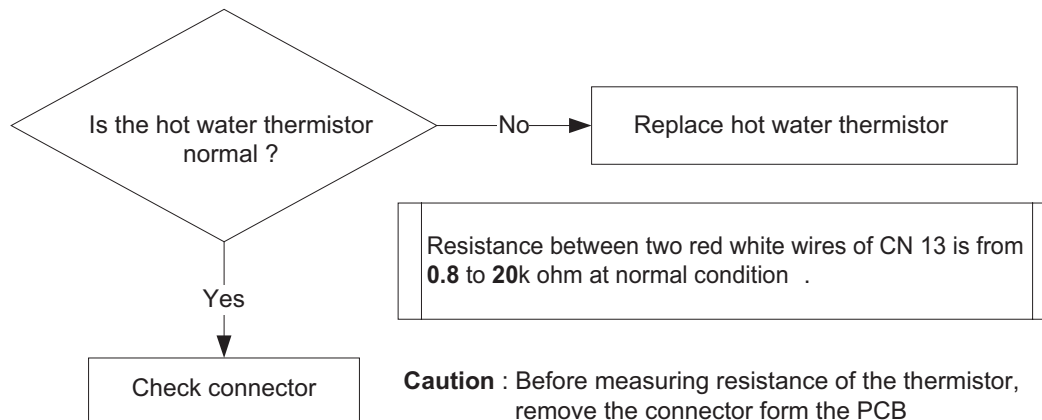 Is the hot water thermistor
normal ?
No
Replace hot water thermistor
Resistance between two red white wires of CN 13 is from
0.8 to 20k ohm at normal condition .
Yes
Check connector
Caution : Before measuring resistance of the thermistor,
remove the connector form the PCB